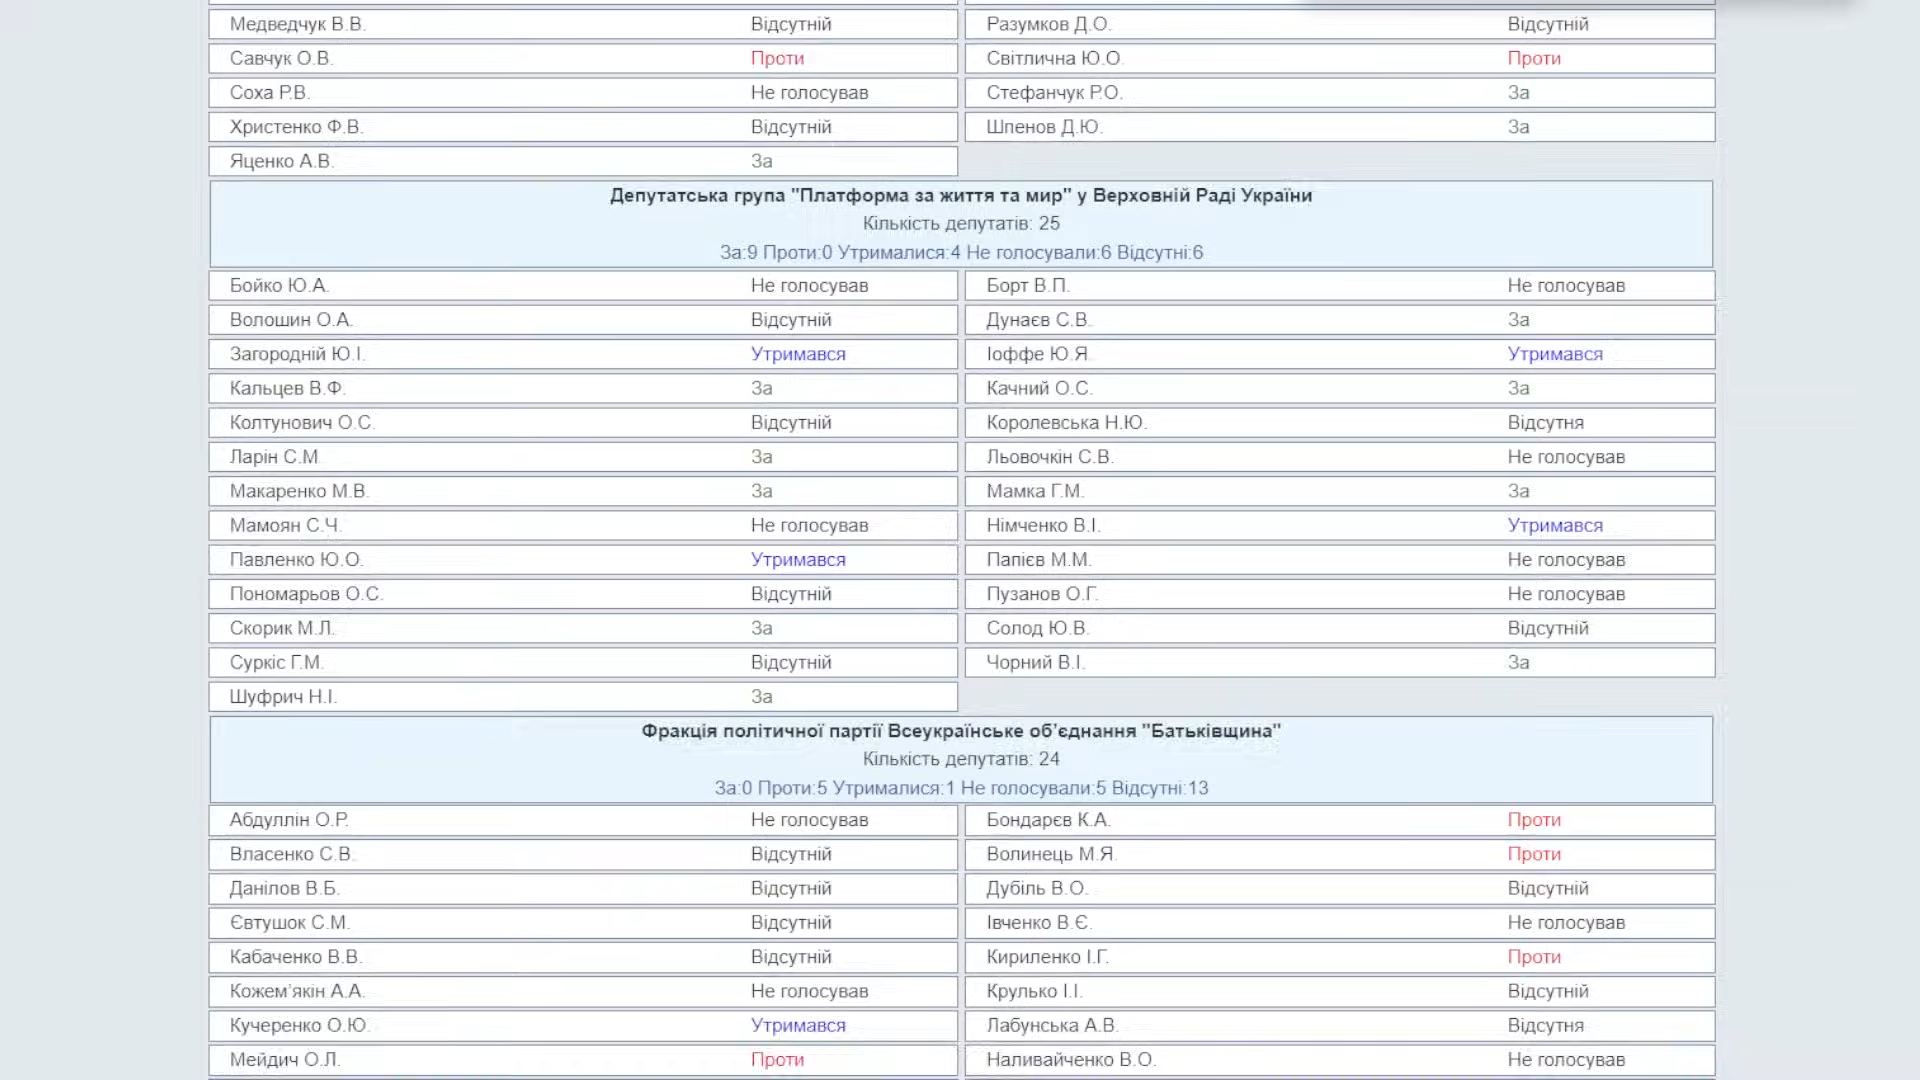 Медведчук В.В. Відсутній Разумков Д.О. Відсутній
Савчук О.В. Проти Світлична Ю.О. Проти
Соха Р.В. Не голосував Стефанчук Р.О. За
Христенко Ф.В. Відсутній Шпенов Д.Ю. За
Яценко А.В. За
Депутатська група "Платформа за життя та мир" у Верховній Раді України
Кількість депутатів: 25
За:9 Проти:0 Утрималися:4 Не голосували:6 Відсутні:6
Бойко Ю.А. Не голосував Борт В.П. Не голосував
Волошин О.А. Відсутній Дунаєв С.В. За
Загородній Ю.І. Утримався Іоффе Ю.Я. Утримався
Кальцев В.Ф. За Качний О.С. За
Колтунович О.С. Відсутній Королевська Н.Ю. Відсутня
Ларін С.М. За Льовочкін С.В. Не голосував
Макаренко М.В. За Мамка Г.М. За
Мамоян С.Ч. Не голосував Німченко В.І. Утримався
Павленко Ю.О. Утримався Папієв М.М. Не голосував
Пономарьов О.С. Відсутній Пузанов О.Г. Не голосував
Скорик М.Л. За Солод Ю.В. Відсутній
Суркіс Г.М. Відсутній Чорний В.І. За
Шуфрич Н.І. За
Фракція політичної партії Всеукраїнське об'єднання "Батьківщина"
Кількість депутатів: 24
За:0 Проти:5 Утрималися:1 Не голосували:5 Відсутні:13
Абдуллін О.Р. Не голосував Бондарєв К.А. Проти
Власенко С.В. Відсутній Волинець М.Я. Проти
Данілов В.Б. Відсутній Дубіль В.О. Відсутній
Євтушок С.М. Відсутній Івченко В.Є. Не голосував
Кабаченко В.В. Відсутній Кириленко І.Г. Проти
Кожем'якін А.А. Не голосував Крулько І.І. Відсутній
Кучеренко О.Ю. Утримався Лабунська А.В. Відсутня
Мейдич О.Л. Проти Наливайченко В.О. Не голосував